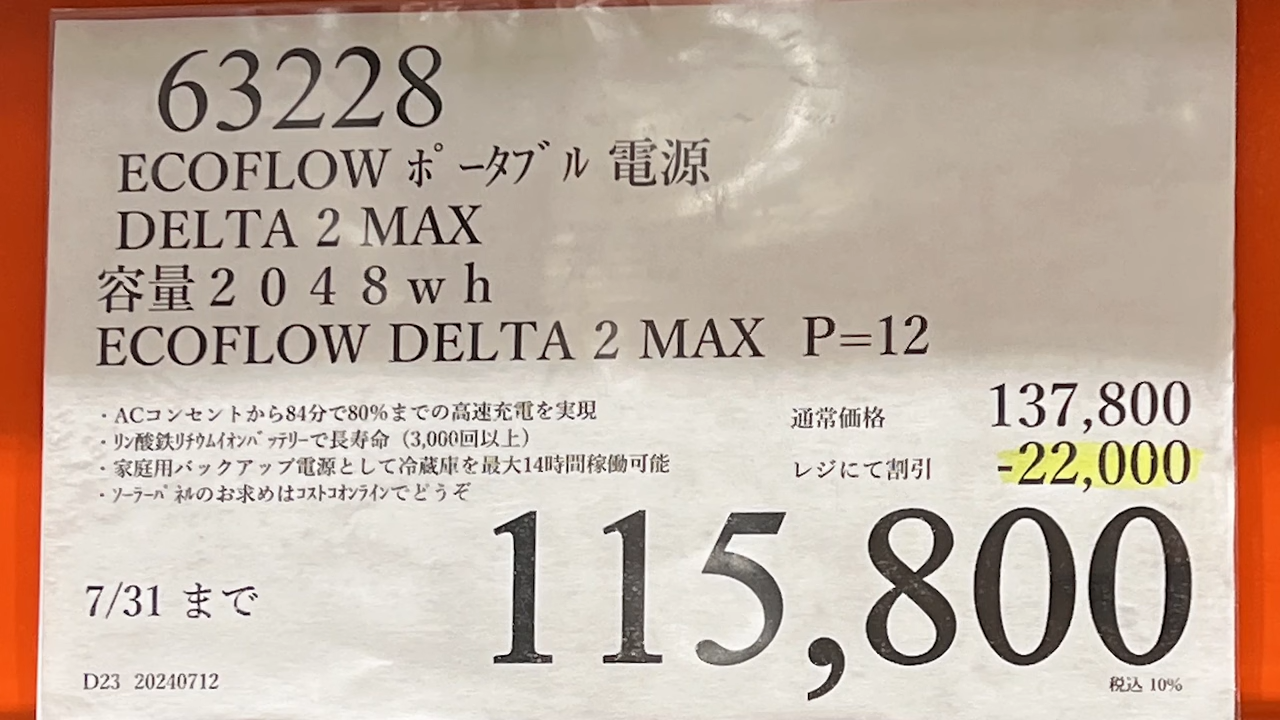 63228
ECOFLOW ﾎﾟｰﾀﾌﾞﾙ 電源
DELTA 2 MAX
容量２０４８ｗｈ
ECOFLOW DELTA 2 MAX P=12
・ACコンセントから84分で80%までの高速充電を実現
・ﾘﾝ酸鉄ﾘﾁｳﾑｲｵﾝﾊﾞｯﾃﾘｰで長寿命（3,000回以上）
・家庭用バックアップ電源として冷蔵庫を最大14時間稼働可能
・ｿｰﾗｰﾊﾟﾈﾙのお求めはｺｽﾄｺｵﾝﾗｲﾝでどうぞ
通常価格 137,800
レジにて割引 -22,000
115,800
7/31 まで
D23 20240712
税込 10%